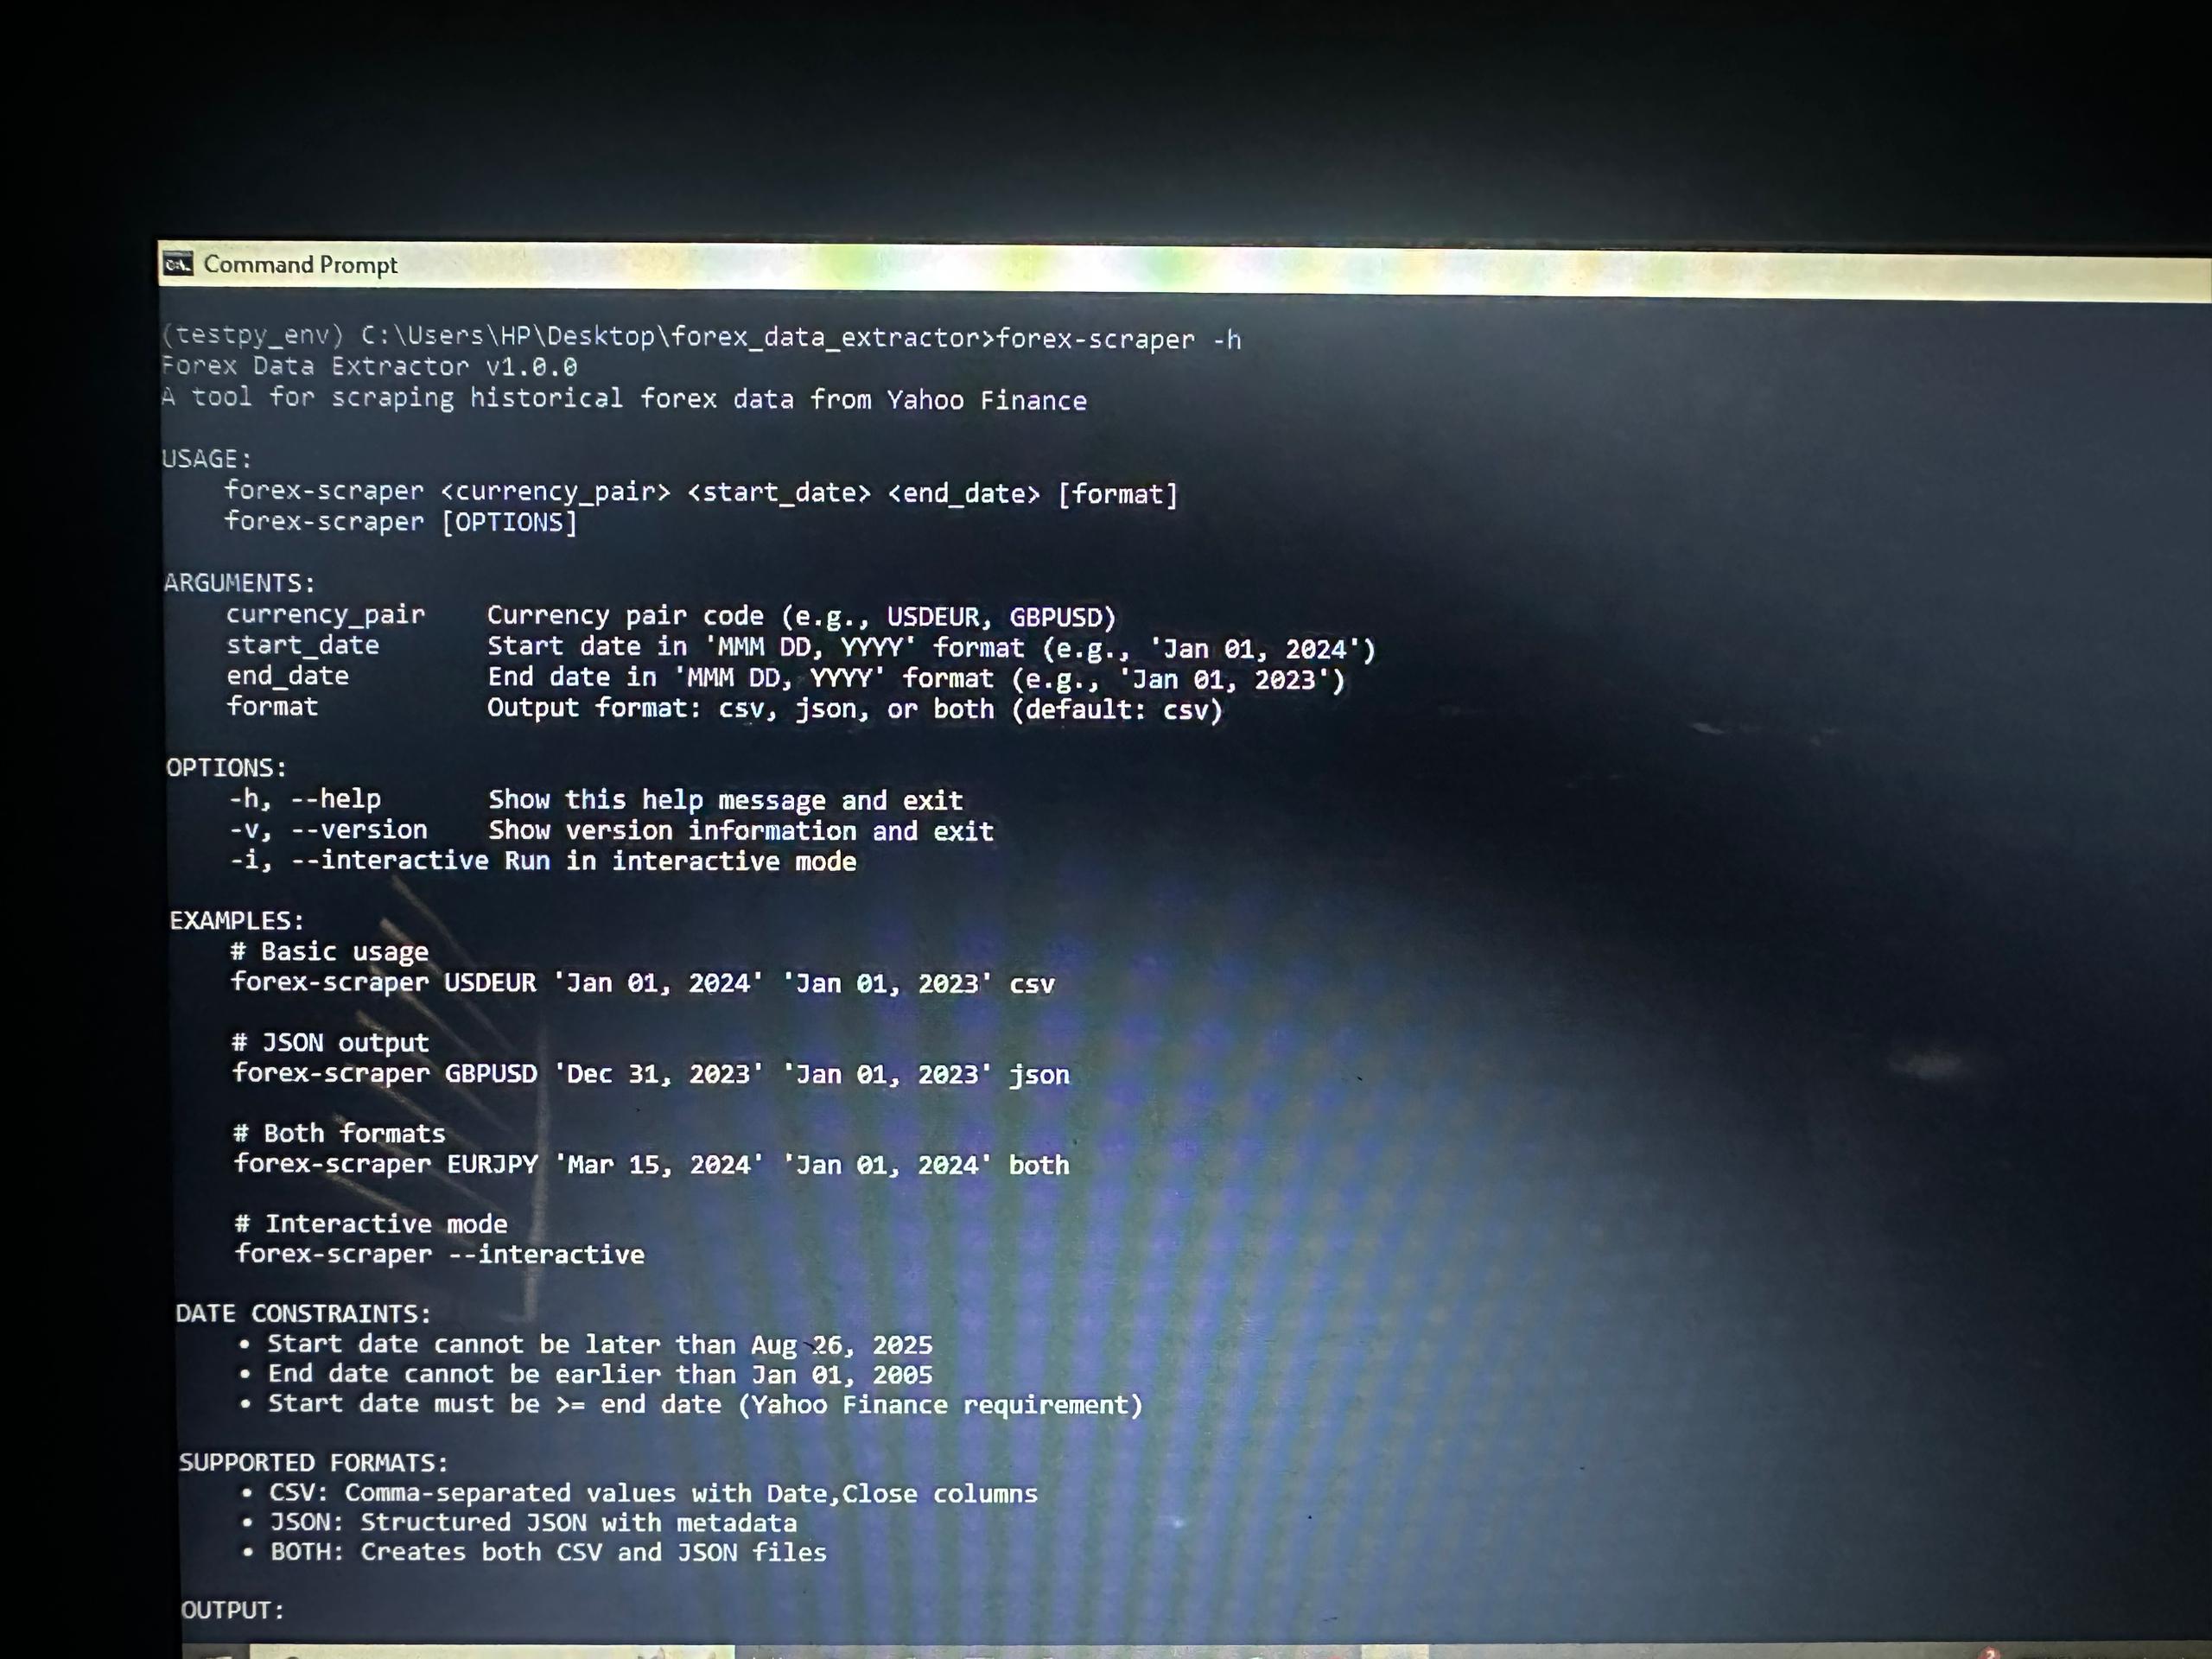 Command Prompt
(testpy_env) C:\Users\HP\Desktop\forex_data_extractor>forex-scraper -h
Forex Data Extractor v1.0.0
A tool for scraping historical forex data from Yahoo Finance
USAGE:
forex-scraper <currency_pair> <start_date> <end_date> [format]
forex-scraper [OPTIONS]
ARGUMENTS:
currency_pair Currency pair code (e.g., USDEUR, GBPUSD)
start_date Start date in 'MMM DD, YYYY' format (e.g., 'Jan 01, 2024')
end_date End date in 'MMM DD, YYYY' format (e.g., 'Jan 01, 2023')
format Output format: csv, json, or both (default: csv)
OPTIONS:
-h, --help Show this help message and exit
-v, --version Show version information and exit
-i, --interactive Run in interactive mode
EXAMPLES:
# Basic usage
forex-scraper USDEUR 'Jan 01, 2024' 'Jan 01, 2023' csv
# JSON output
forex-scraper GBPUSD 'Dec 31, 2023' 'Jan 01, 2023' json
# Both formats
forex-scraper EURJPY 'Mar 15, 2024' 'Jan 01, 2024' both
# Interactive mode
forex-scraper --interactive
DATE CONSTRAINTS:
• Start date cannot be later than Aug 26, 2025
• End date cannot be earlier than Jan 01, 2005
• Start date must be >= end date (Yahoo Finance requirement)
SUPPORTED FORMATS:
• CSV: Comma-separated values with Date,Close columns
• JSON: Structured JSON with metadata
• BOTH: Creates both CSV and JSON files
OUTPUT: